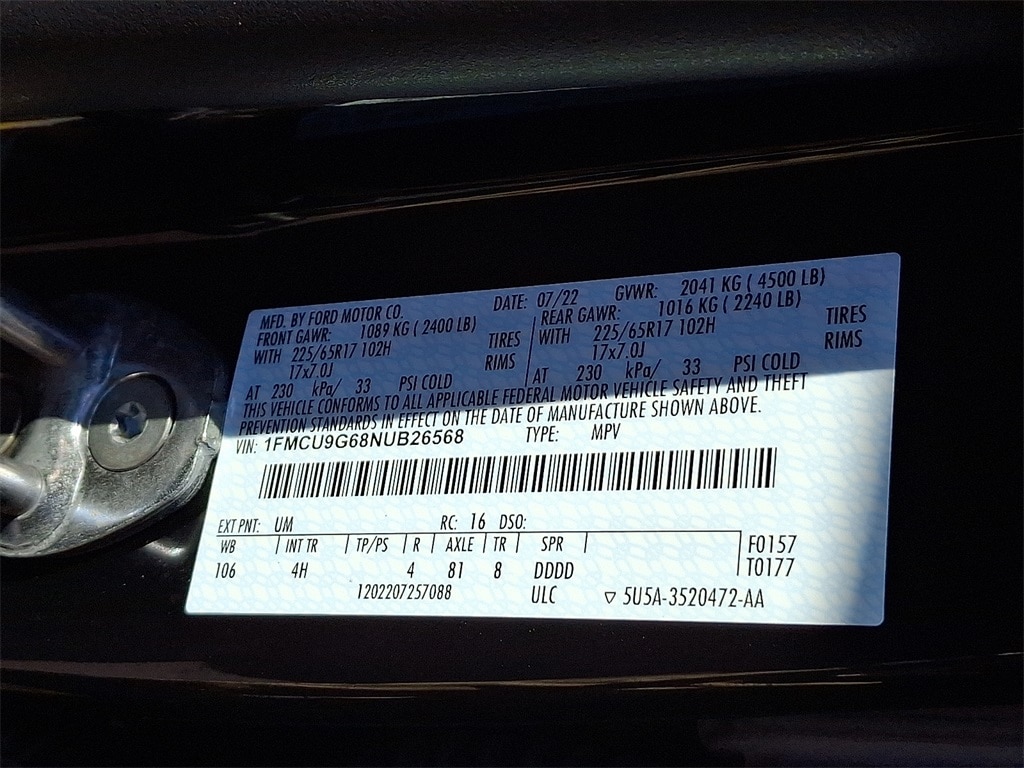 MFD. BY FORD MOTOR CO. DATE: 07/22 GVWR: 2041 KG ( 4500 LB)
FRONT GAWR: 1089 KG ( 2400 LB) REAR GAWR: 1016 KG ( 2240 LB)
WITH 225/65R17 102H TIRES WITH 225/65R17 102H TIRES
17x7.0J RIMS 17x7.0J RIMS
AT 230 kPa/ 33 PSI COLD AT 230 kPa/ 33 PSI COLD
THIS VEHICLE CONFORMS TO ALL APPLICABLE FEDERAL MOTOR VEHICLE SAFETY AND THEFT
PREVENTION STANDARDS IN EFFECT ON THE DATE OF MANUFACTURE SHOWN ABOVE.
VIN: 1FMCU9G68NUB26568 TYPE: MPV
EXT PNT: UM RC: 16 DSO:
WB INT TR TP/PS R AXLE TR SPR F0157
106 4H 4 81 8 DDDD T0177
1202207257088 ULC ▽ 5U5A-3520472-AA